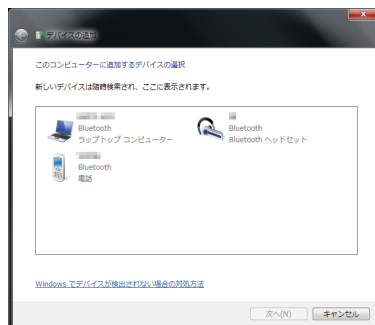 デバイスの追加
このコンピューターに追加するデバイスの選択
新しいデバイスは随時検索され、ここに表示されます。
Bluetooth
ラップトップ コンピューター
Bluetooth
Bluetooth ヘッドセット
Bluetooth
電話
Windows でデバイスが検出されない場合の対処方法
次へ(N)
キャンセル